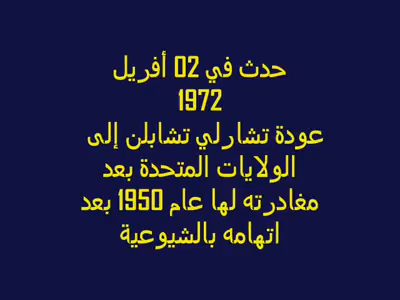 حدث في 02 أفريل
1972
عودة تشارلي تشابلن إلى
الولايات المتحدة بعد
مغادرته لها عام 1950 بعد
اتهامه بالشيوعية